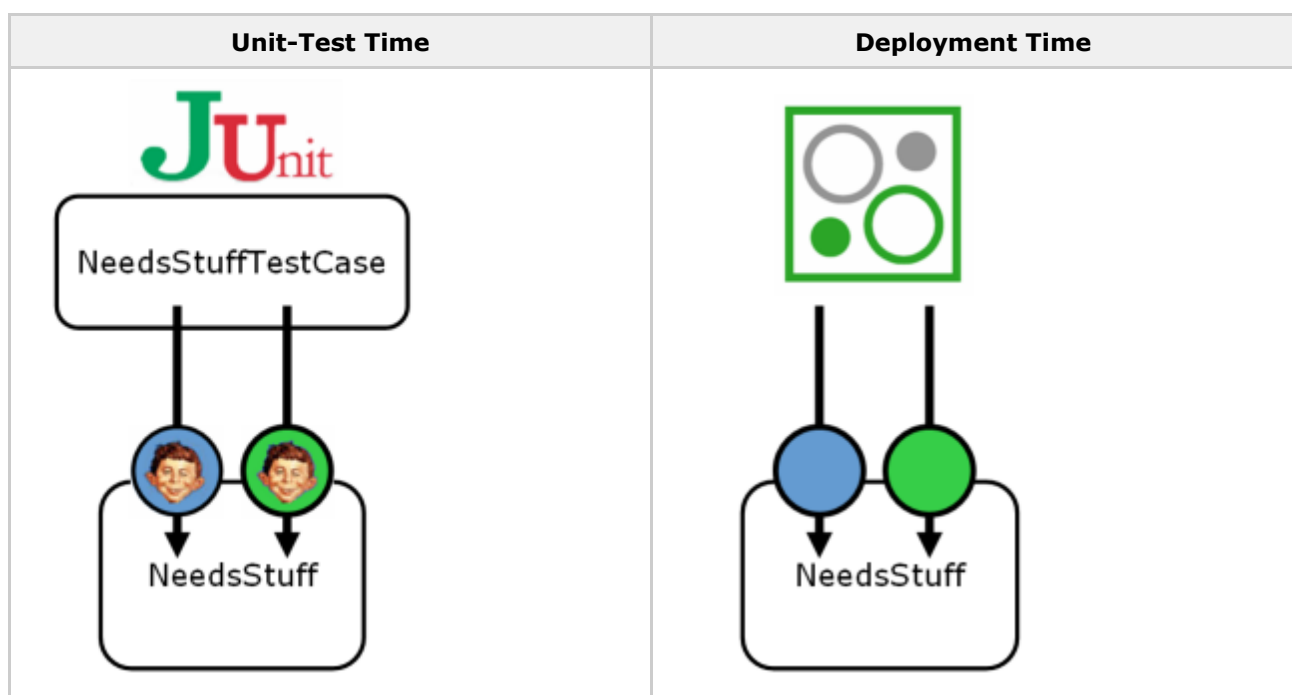 Unit-Test Time
Deployment Time
JUnit
NeedsStuffTestCase
NeedsStuff
NeedsStuff